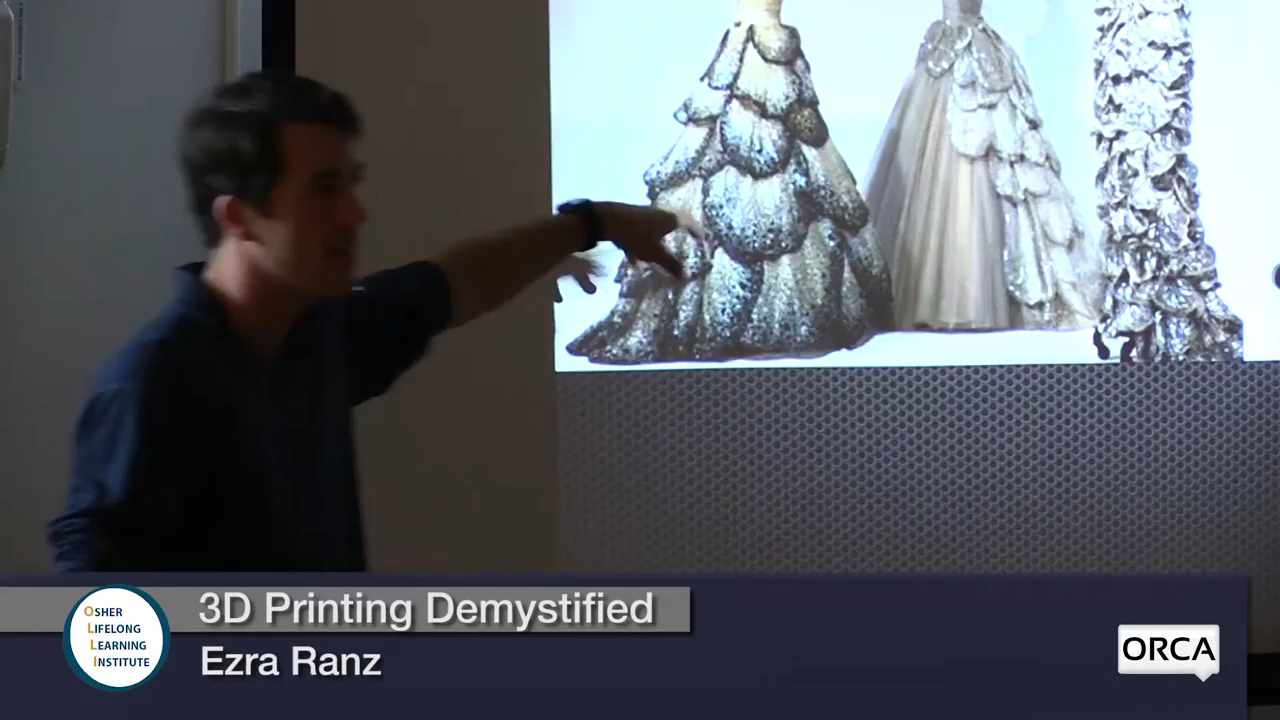 3D Printing Demystified
Ezra Ranz
OSHER
LIFELONG
LEARNING
INSTITUTE
ORCA